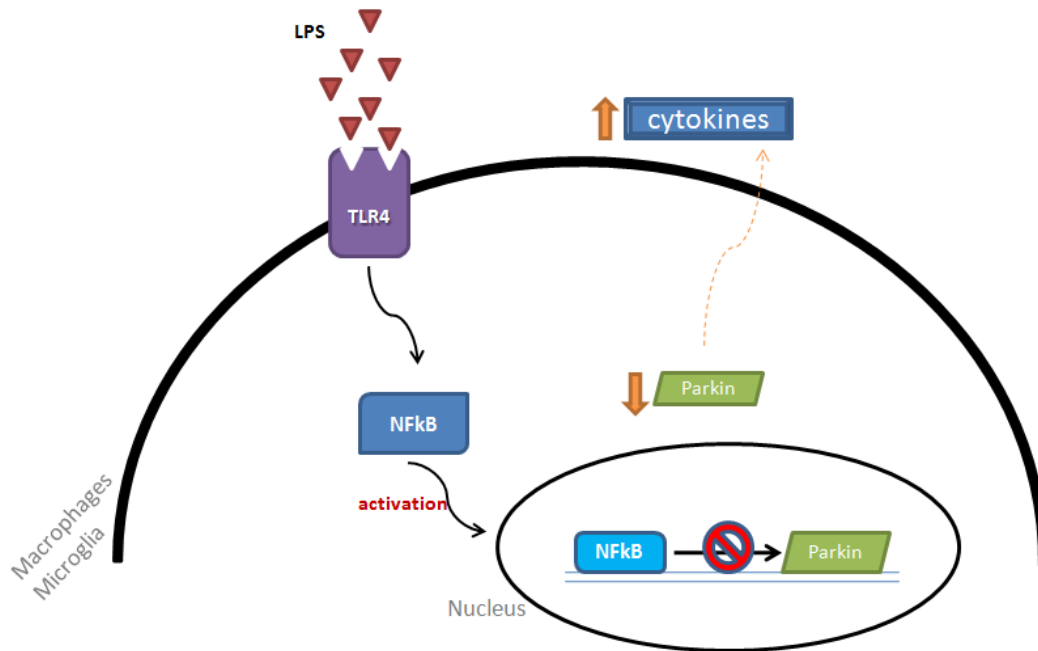 LPS
cytokines
TLR4
Parkin
NFkB
activation
Macrophages
Microglia
NFkB
Parkin
Nucleus